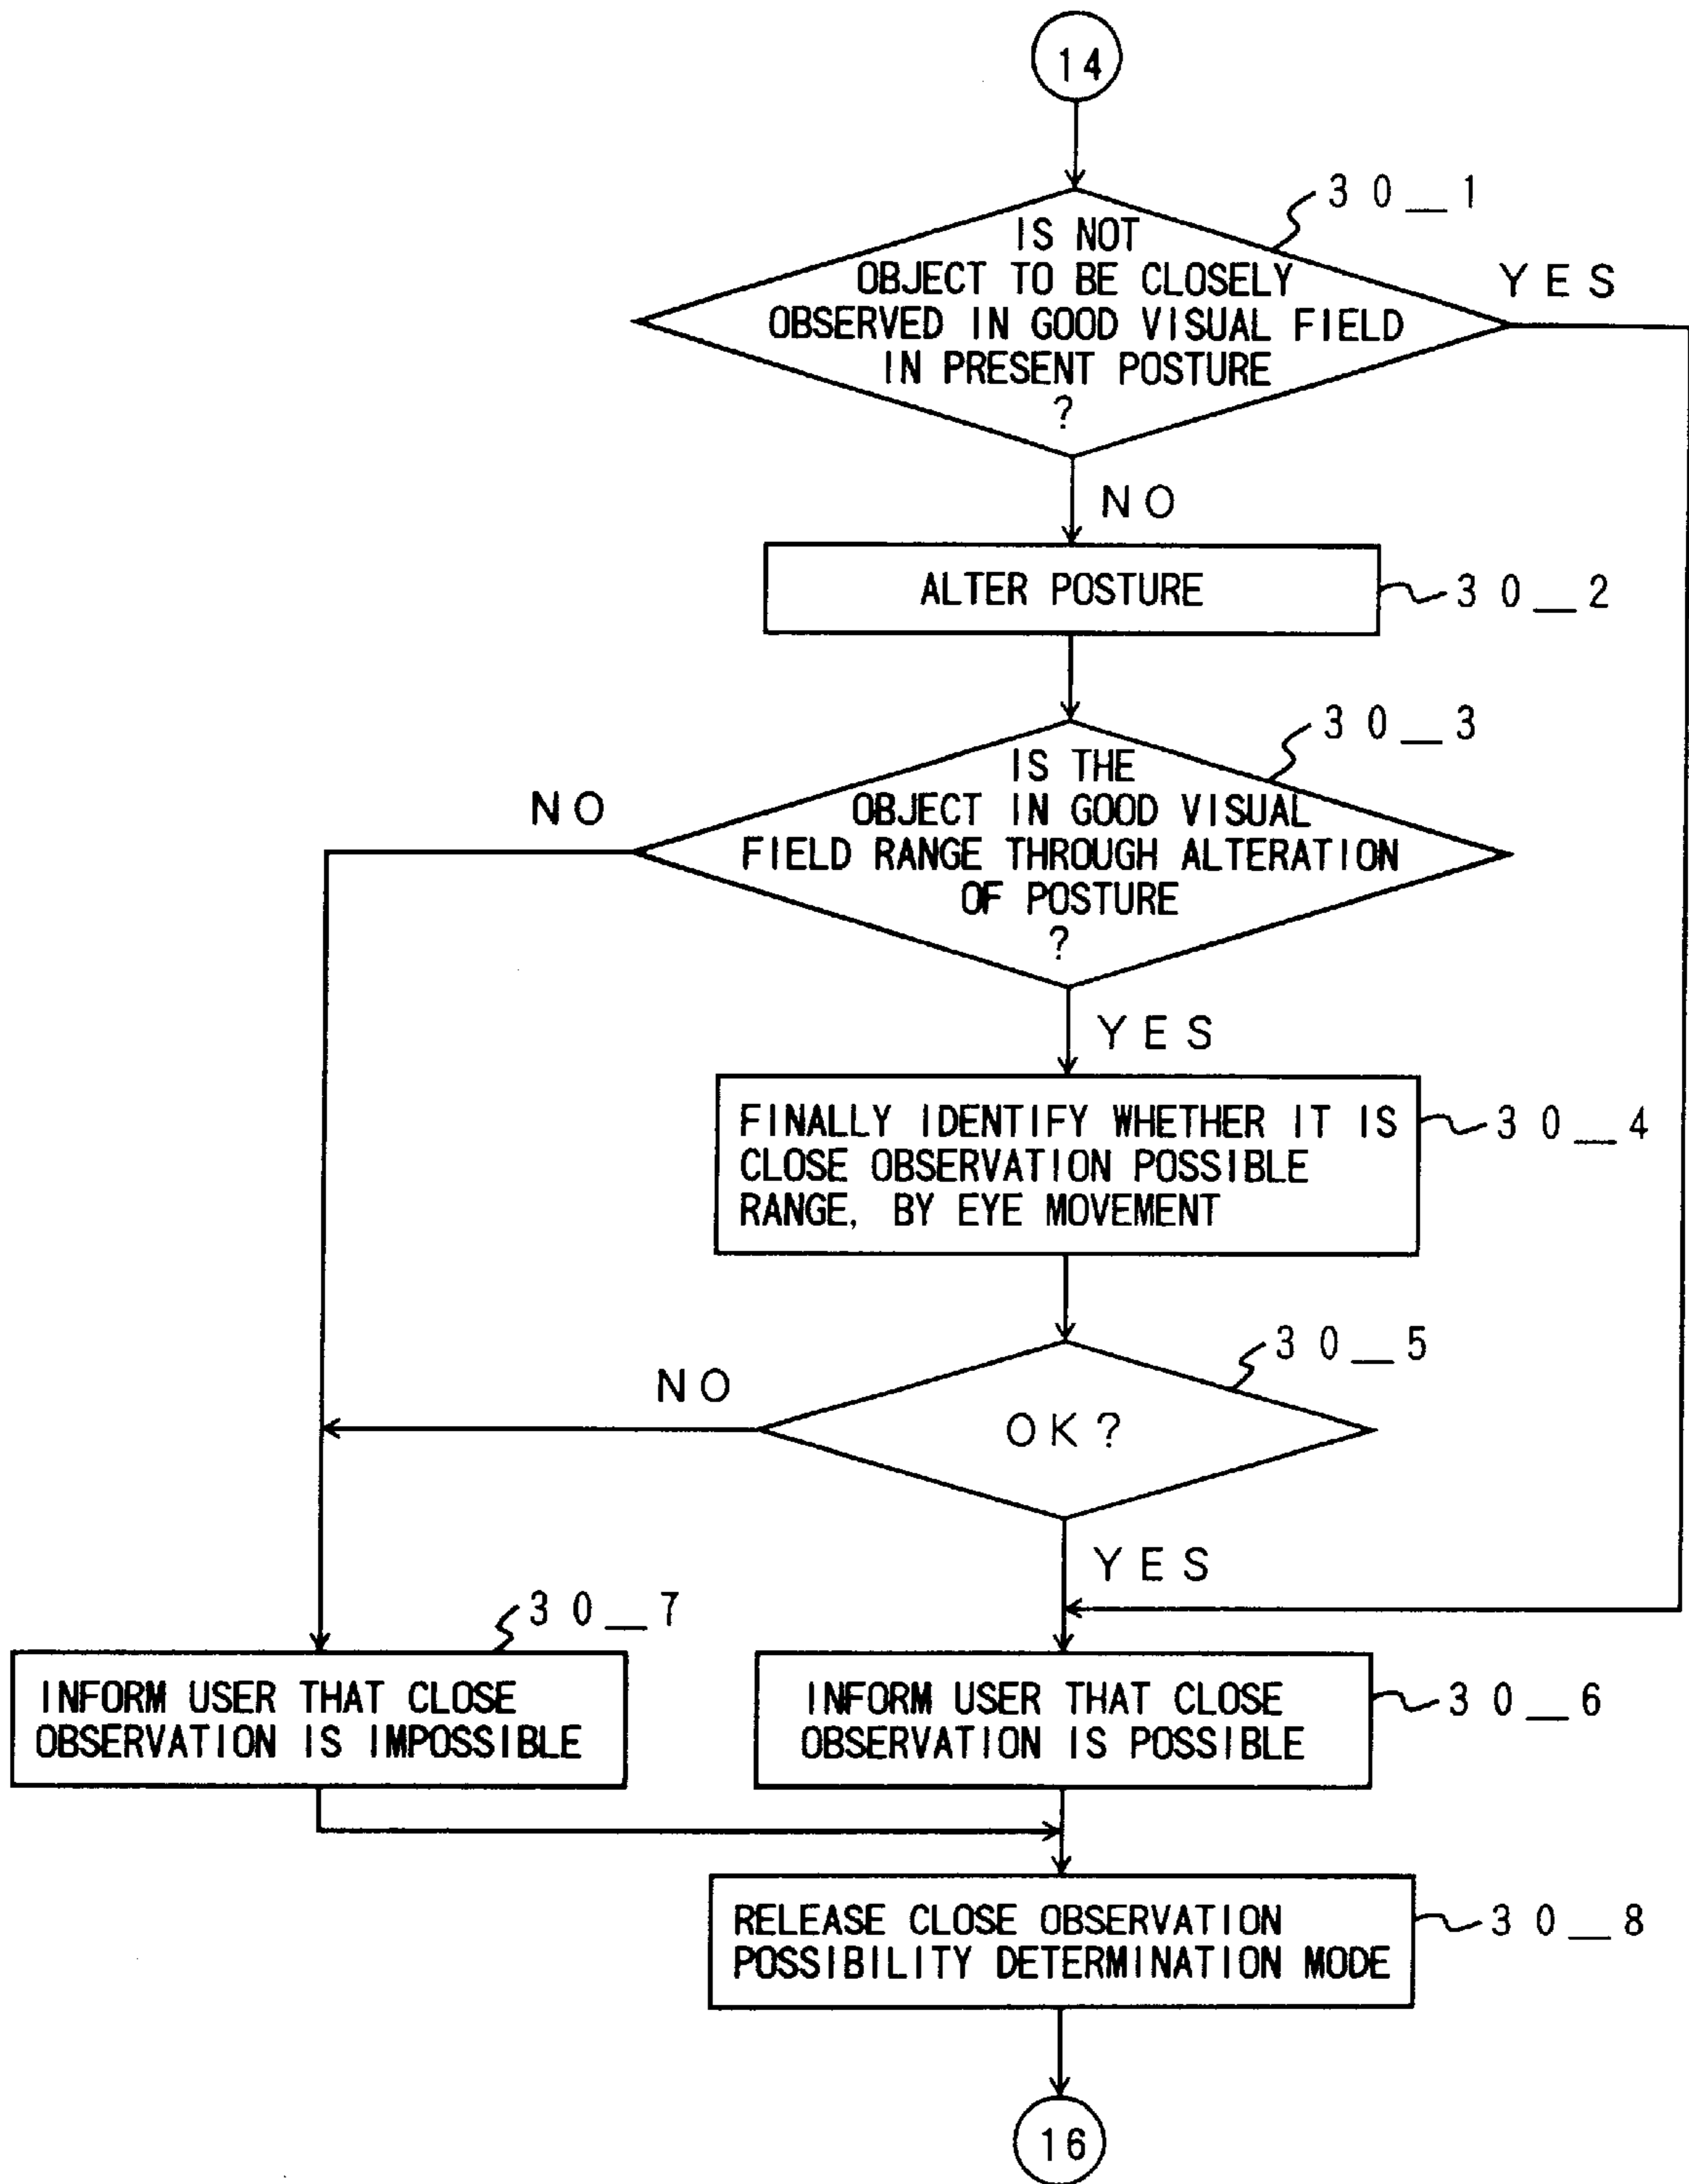 14
30_1
IS NOT
OBJECT TO BE CLOSELY
OBSERVED IN GOOD VISUAL FIELD
IN PRESENT POSTURE
?
YES
NO
ALTER POSTURE
30_2
30_3
IS THE
OBJECT IN GOOD VISUAL
FIELD RANGE THROUGH ALTERATION
OF POSTURE
?
NO
YES
FINALLY IDENTIFY WHETHER IT IS
CLOSE OBSERVATION POSSIBLE
RANGE, BY EYE MOVEMENT
30_4
30_5
NO
OK?
YES
30_7
INFORM USER THAT CLOSE
OBSERVATION IS IMPOSSIBLE
INFORM USER THAT CLOSE
OBSERVATION IS POSSIBLE
30_6
RELEASE CLOSE OBSERVATION
POSSIBILITY DETERMINATION MODE
30_8
16